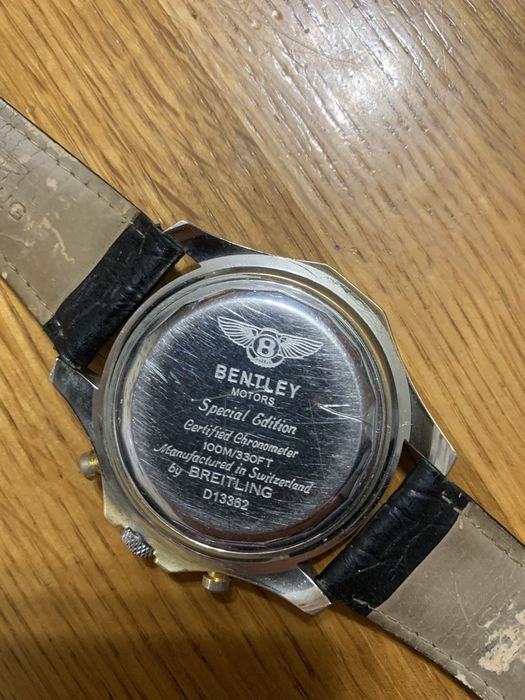 B
BENTLEY
MOTORS
Special Edition
Certified Chronometer
100M/330FT
Manufactured in Switzerland
by BREITLING
D13362